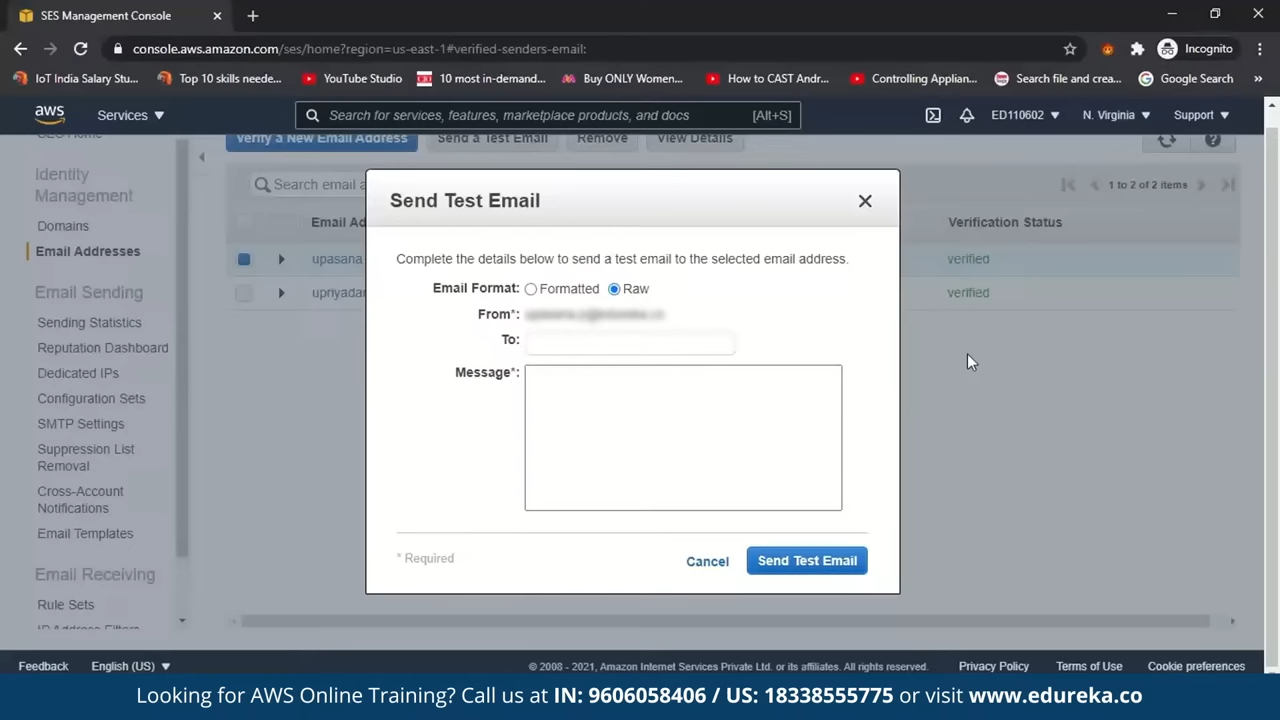 SES Management Console
console.aws.amazon.com/ses/home?region=us-east-1#verified-senders-email:
Incognito
IoT India Salary Stu...
Top 10 skills neede...
YouTube Studio
10 most in-demand...
Buy ONLY Women...
How to CAST Andr...
Controlling Applian...
Search file and crea...
Google Search
aws
Services
Search for services, features, marketplace products, and docs
[Alt+S]
ED110602
N. Virginia
Support
SES Home
Verify a New Email Address
Send a Test Email
Remove
View Details
Identity
Management
Domains
Email Addresses
Email Sending
Sending Statistics
Reputation Dashboard
Dedicated IPs
Configuration Sets
SMTP Settings
Suppression List
Removal
Cross-Account
Notifications
Email Templates
Email Receiving
Rule Sets
IP Address Filters
Search email a
1 to 2 of 2 items
Email Ad
Verification Status
upasana
verified
upriyadar
verified
Send Test Email
Complete the details below to send a test email to the selected email address.
Email Format:
Formatted
Raw
From*:
To:
Message*:
* Required
Cancel
Send Test Email
Feedback
English (US)
© 2008 - 2021, Amazon Internet Services Private Ltd. or its affiliates. All rights reserved.
Privacy Policy
Terms of Use
Cookie preferences
Looking for AWS Online Training? Call us at IN: 9606058406 / US: 18338555775 or visit www.edureka.co